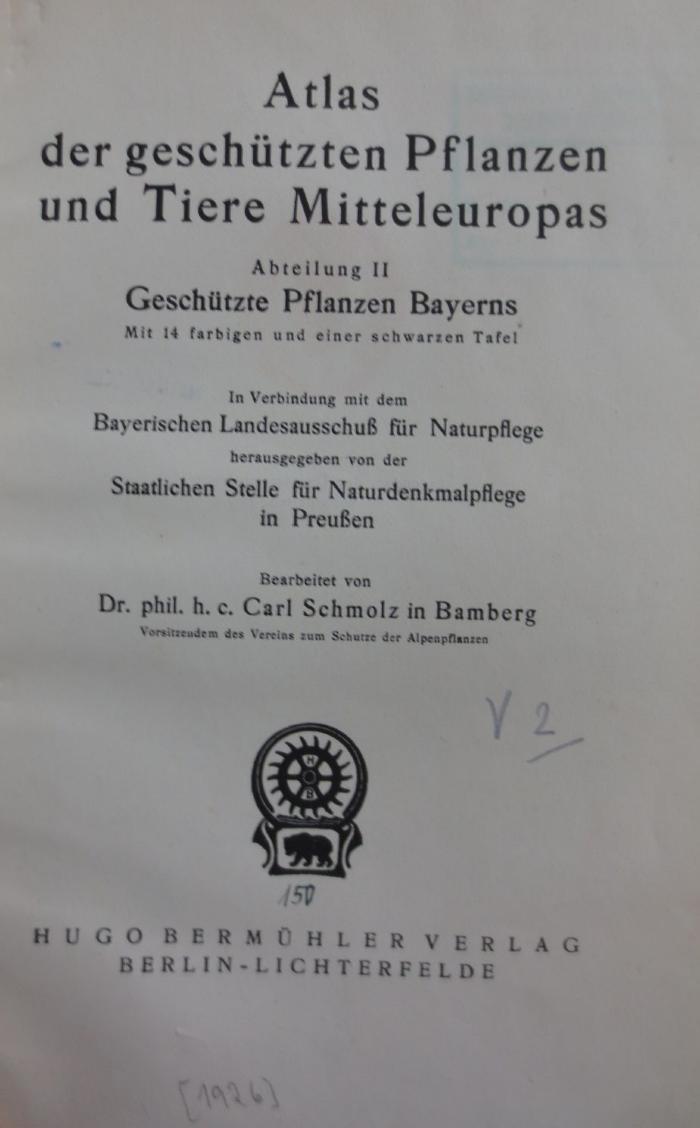 Atlas
der geschützten Pflanzen
und Tiere Mitteleuropas
Abteilung II
Geschützte Pflanzen Bayerns
Mit 14 farbigen und einer schwarzen Tafel
In Verbindung mit dem
Bayerischen Landesausschuß für Naturpflege
herausgegeben von der
Staatlichen Stelle für Naturdenkmalpflege
in Preußen
Bearbeitet von
Dr. phil. h. c. Carl Schmolz in Bamberg
Vorsitzendem des Vereins zum Schutze der Alpenpflanzen
V 2
H
B
150
HUGO BERMÜHLER VERLAG
BERLIN-LICHTERFELDE
[1926]